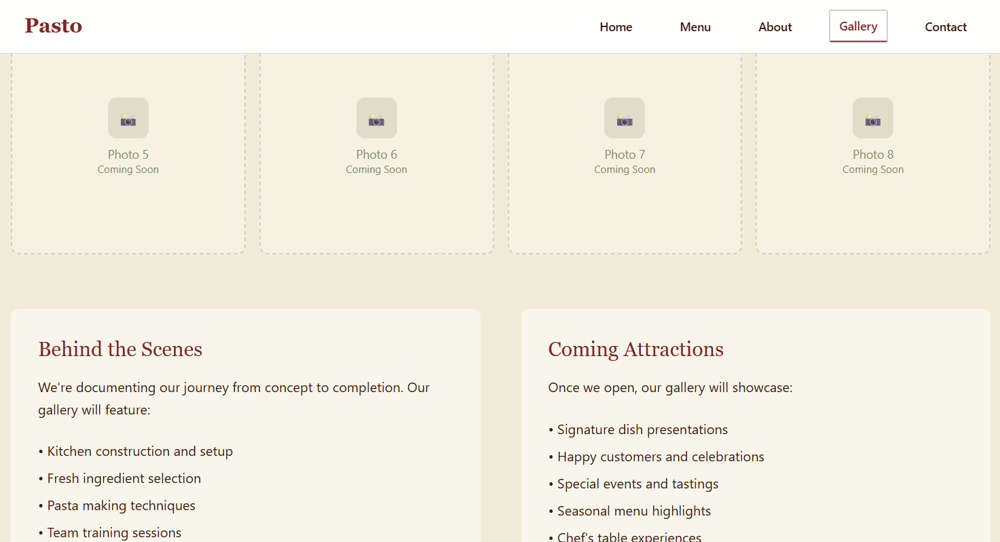 Pasto
Home
Menu
About
Gallery
Contact
Photo 5
Coming Soon
Photo 6
Coming Soon
Photo 7
Coming Soon
Photo 8
Coming Soon
Behind the Scenes
We're documenting our journey from concept to completion. Our
gallery will feature:
• Kitchen construction and setup
• Fresh ingredient selection
• Pasta making techniques
• Team training sessions
Coming Attractions
Once we open, our gallery will showcase:
• Signature dish presentations
• Happy customers and celebrations
• Special events and tastings
• Seasonal menu highlights
• Chef's table experiences